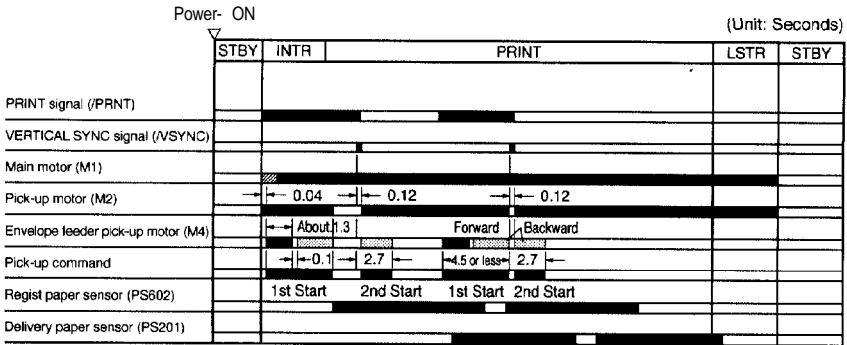 Power- ON
(Unit: Seconds)
STBY INTR PRINT LSTR STBY
PRINT signal (/PRNT)
VERTICAL SYNC signal (/VSYNC)
Main motor (M1)
Pick-up motor (M2) 0.04 0.12 0.12
Envelope feeder pick-up motor (M4) About 1.3 Forward Backward
Pick-up command 0.1 2.7 4.5 or less 2.7
Regist paper sensor (PS602) 1st Start 2nd Start 1st Start 2nd Start
Delivery paper sensor (PS201)